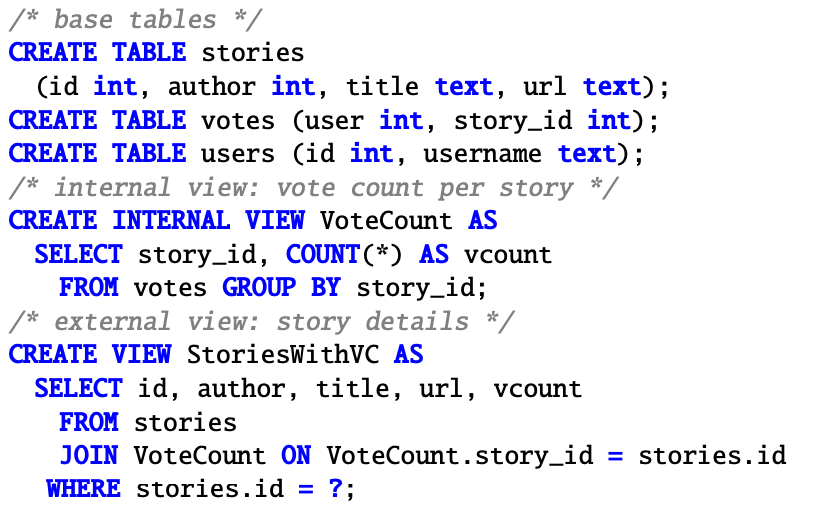 /* base tables */
CREATE TABLE stories
(id int, author int, title text, url text);
CREATE TABLE votes (user int, story_id int);
CREATE TABLE users (id int, username text);
/* internal view: vote count per story */
CREATE INTERNAL VIEW VoteCount AS
SELECT story_id, COUNT(*) AS vcount
FROM votes GROUP BY story_id;
/* external view: story details */
CREATE VIEW StoriesWithVC AS
SELECT id, author, title, url, vcount
FROM stories
JOIN VoteCount ON VoteCount.story_id = stories.id
WHERE stories.id = ?;